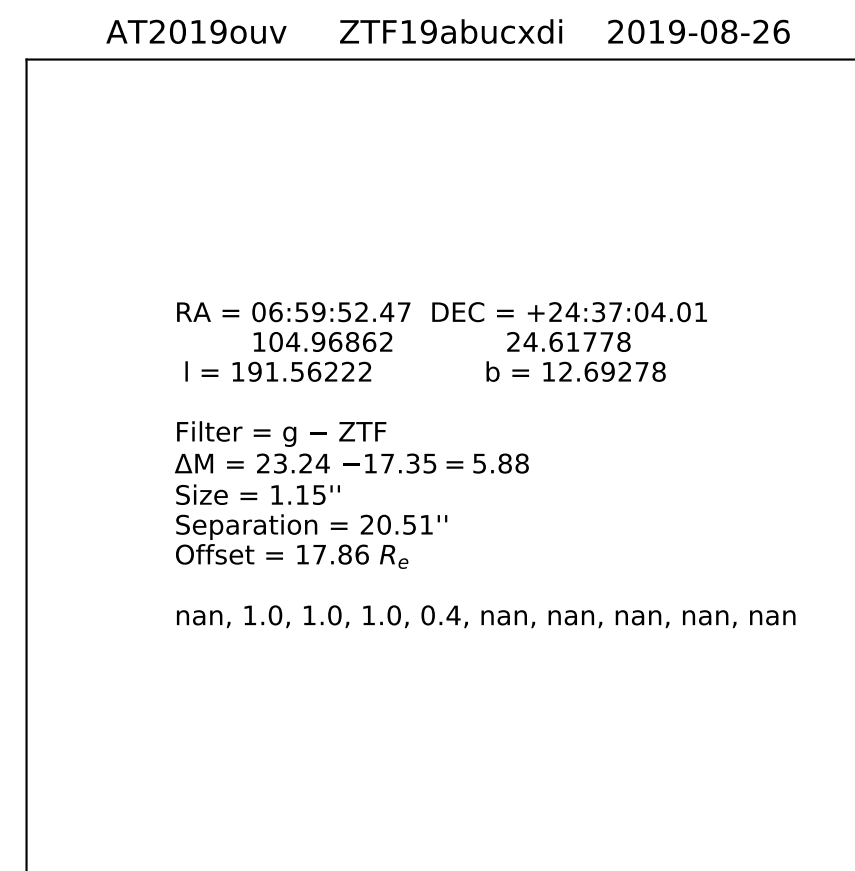 AT2019ouv ZTF19abucxdi 2019-08-26
RA = 06:59:52.47 DEC = +24:37:04.01
104.96862 24.61778
l = 191.56222 b = 12.69278
Filter = g − ZTF
ΔM = 23.24 −17.35 = 5.88
Size = 1.15''
Separation = 20.51''
Offset = 17.86 Rₑ
nan, 1.0, 1.0, 1.0, 0.4, nan, nan, nan, nan, nan